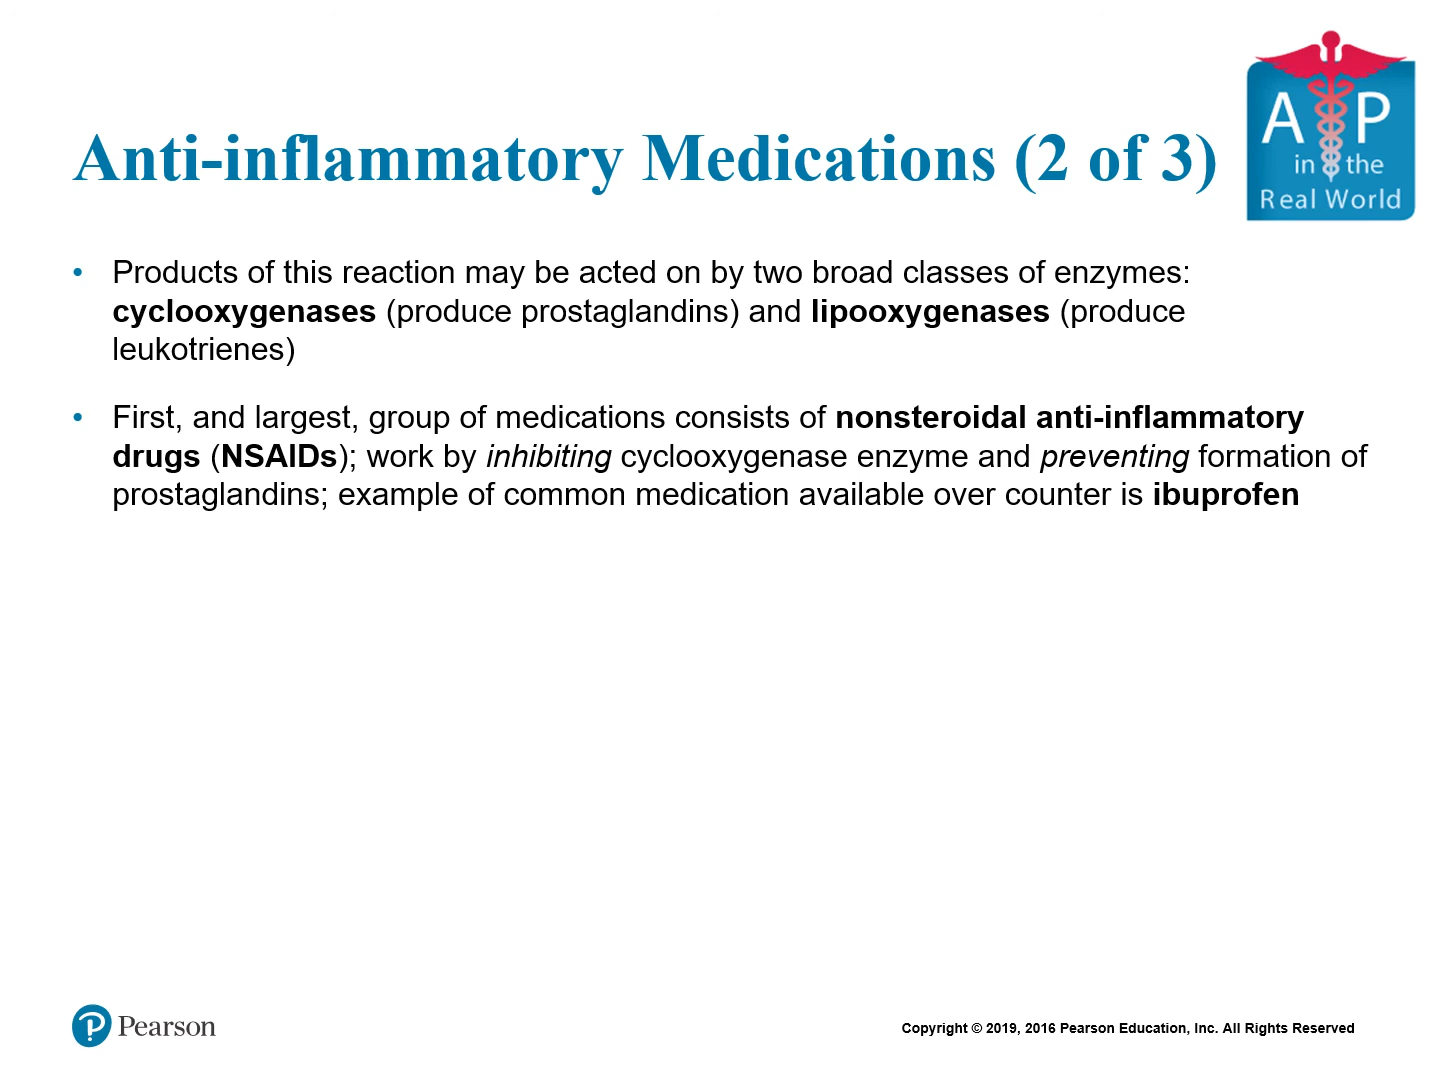 A P
in the
Real World
Anti-inflammatory Medications (2 of 3)
• Products of this reaction may be acted on by two broad classes of enzymes:
cyclooxygenases (produce prostaglandins) and lipooxygenases (produce
leukotrienes)
• First, and largest, group of medications consists of nonsteroidal anti-inflammatory
drugs (NSAIDs); work by inhibiting cyclooxygenase enzyme and preventing formation of
prostaglandins; example of common medication available over counter is ibuprofen
Pearson
Copyright © 2019, 2016 Pearson Education, Inc. All Rights Reserved